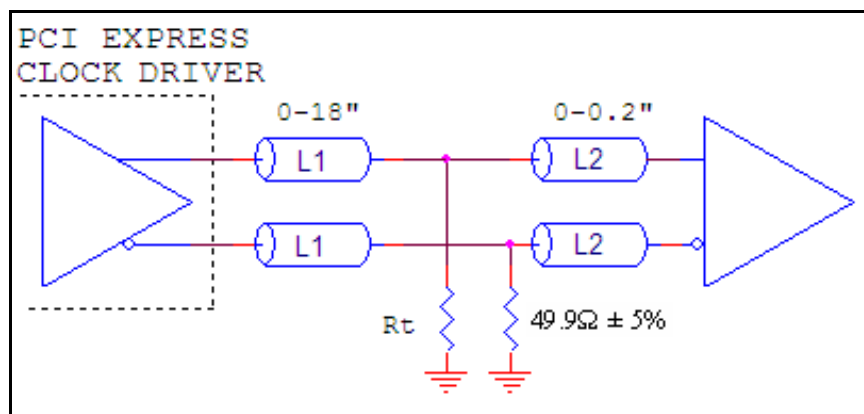 PCI EXPRESS
CLOCK DRIVER
0-18"
0-0.2"
L1
L2
L1
L2
Rt
49.9Ω ± 5%